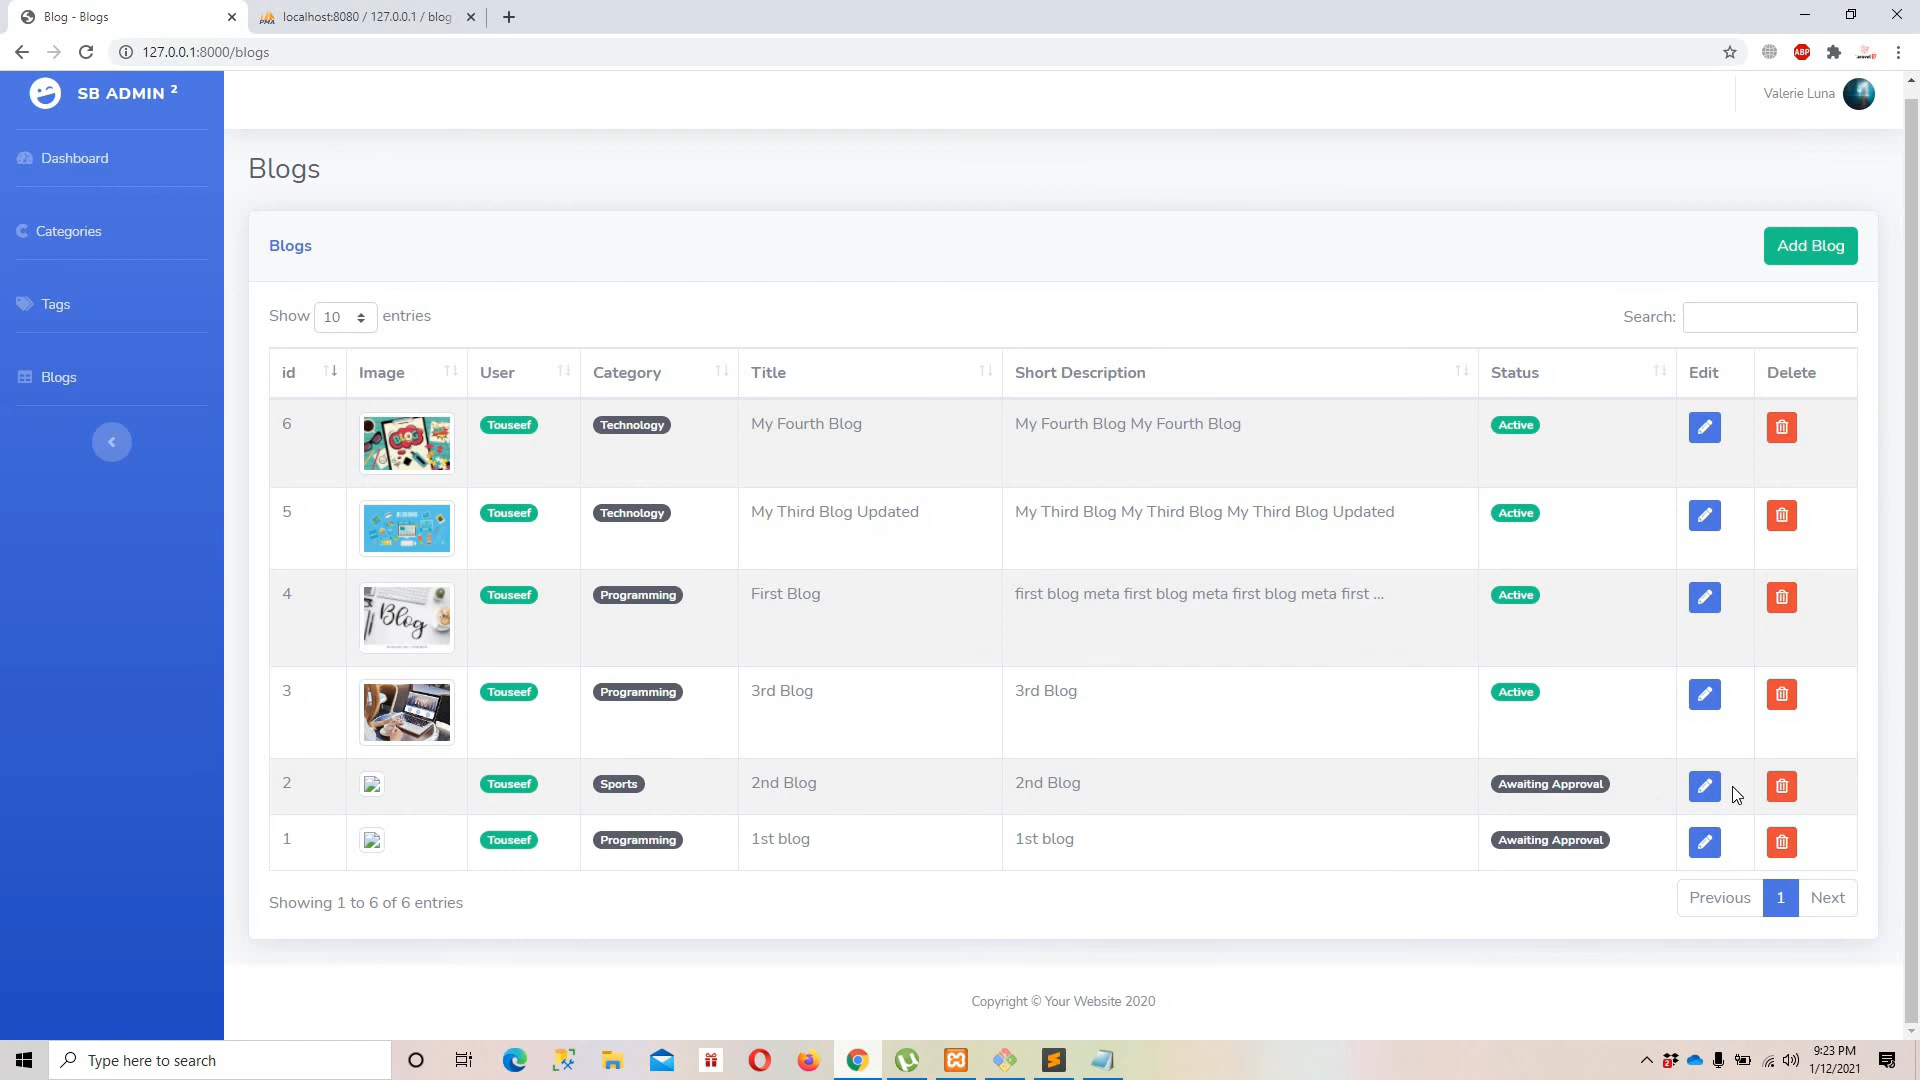 Blog - Blogs
localhost:8080 / 127.0.0.1 / blog
127.0.0.1:8000/blogs
ABP
SB ADMIN 2
Valerie Luna
Dashboard
Categories
Tags
Blogs
Blogs
Blogs
Add Blog
Show 10 entries
Search:
id Image User Category Title Short Description Status Edit Delete
6 BLOG Touseef Technology My Fourth Blog My Fourth Blog My Fourth Blog Active
5 Touseef Technology My Third Blog Updated My Third Blog My Third Blog My Third Blog Updated Active
4 Blog Touseef Programming First Blog first blog meta first blog meta first blog meta first ... Active
3 Touseef Programming 3rd Blog 3rd Blog Active
2 Touseef Sports 2nd Blog 2nd Blog Awaiting Approval
1 Touseef Programming 1st blog 1st blog Awaiting Approval
Showing 1 to 6 of 6 entries
Previous 1 Next
Copyright © Your Website 2020
Type here to search
9:23 PM
1/12/2021